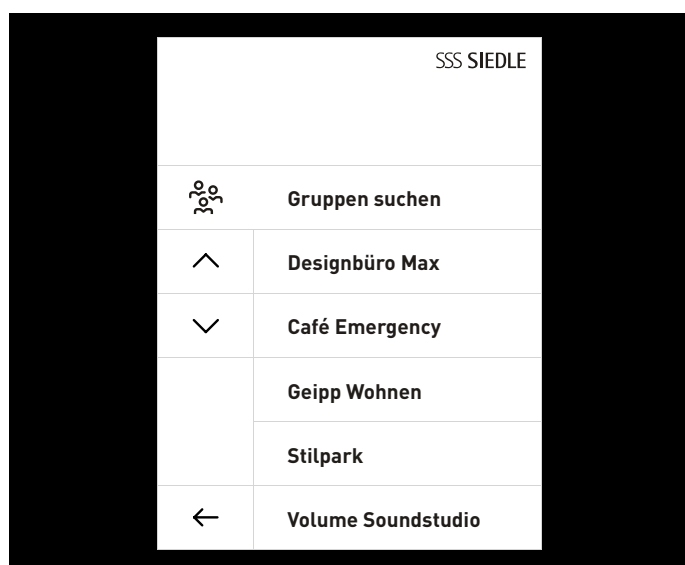 SSS SIEDLE
Gruppen suchen
Designbüro Max
Café Emergency
Geipp Wohnen
Stilpark
Volume Soundstudio